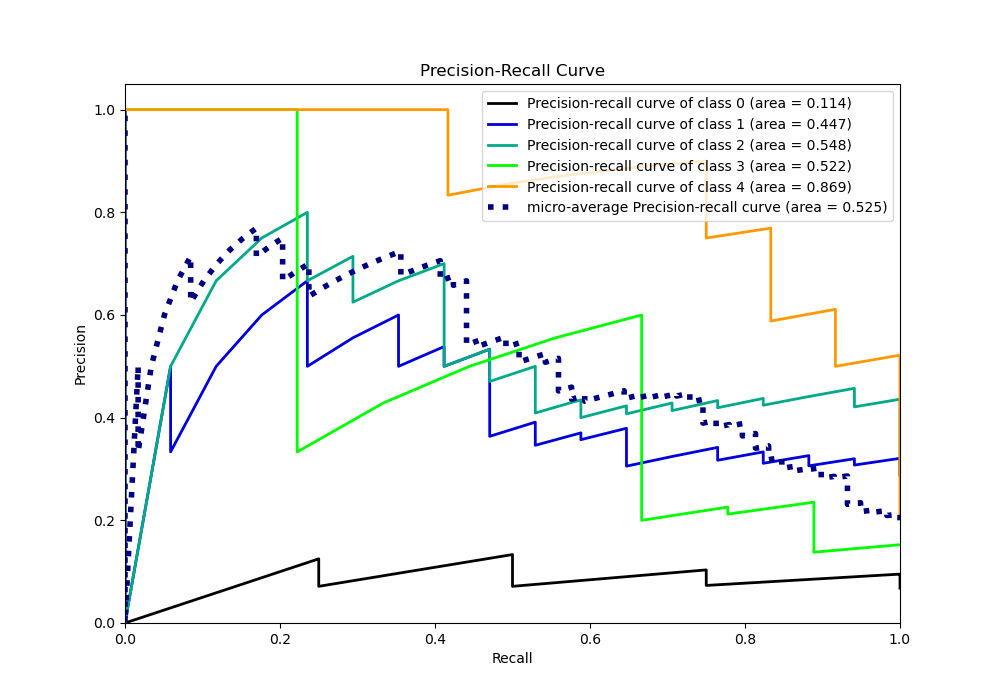 Precision-Recall Curve
Precision-recall curve of class 0 (area = 0.114)
Precision-recall curve of class 1 (area = 0.447)
Precision-recall curve of class 2 (area = 0.548)
Precision-recall curve of class 3 (area = 0.522)
Precision-recall curve of class 4 (area = 0.869)
micro-average Precision-recall curve (area = 0.525)
Precision
1.0
0.8
0.6
0.4
0.2
0.0
0.0 0.2 0.4 0.6 0.8 1.0
Recall